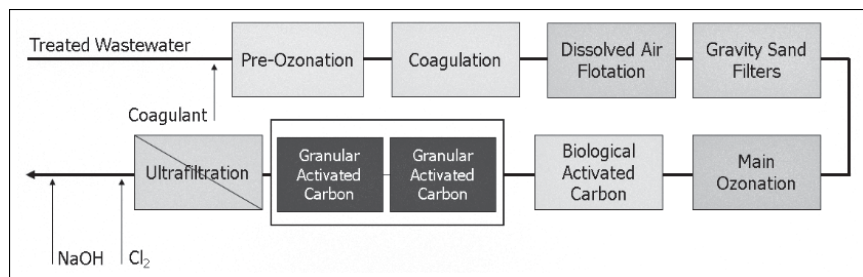 Treated Wastewater
Pre-Ozonation
Coagulation
Dissolved Air
Flotation
Gravity Sand
Filters
Coagulant
Ultrafiltration
Granular
Activated
Carbon
Granular
Activated
Carbon
Biological
Activated
Carbon
Main
Ozonation
NaOH
Cl₂